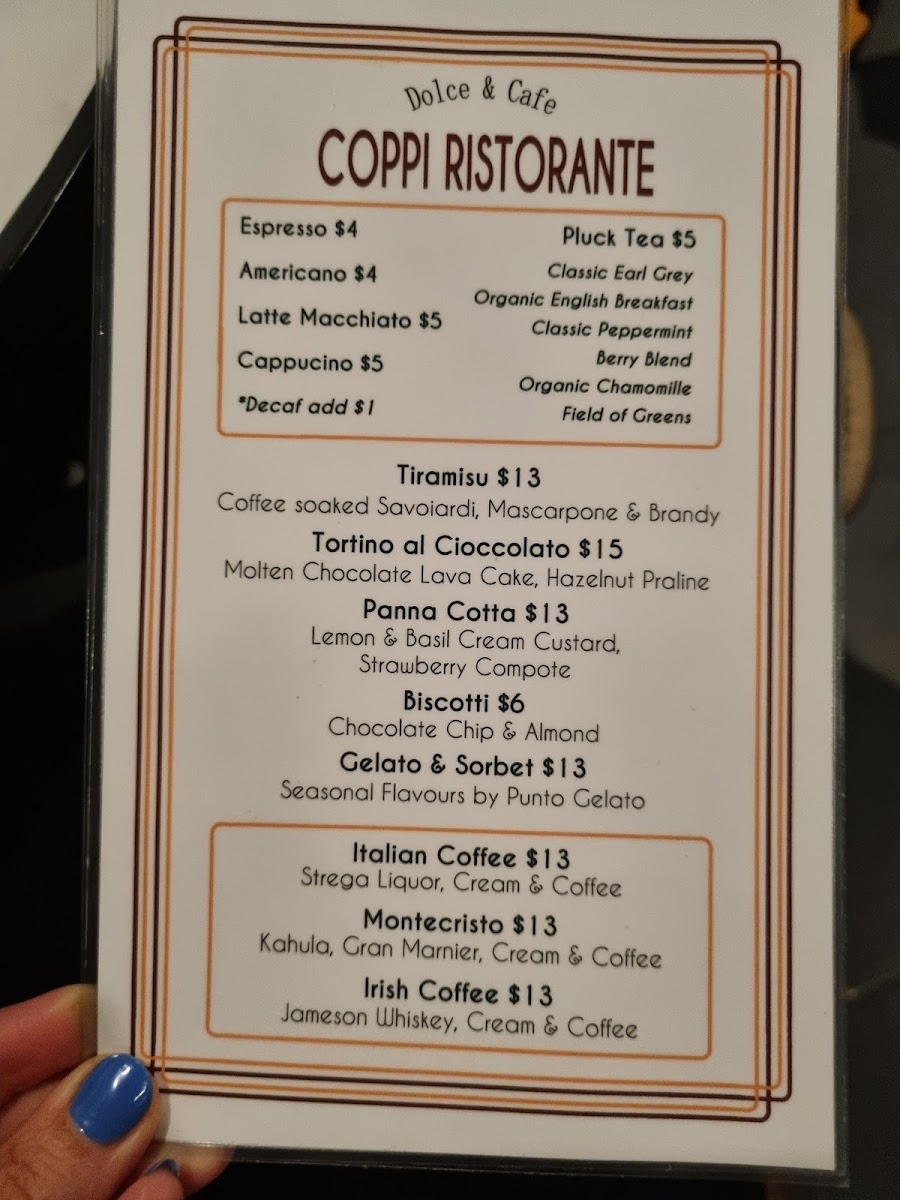 Dolce & Cafe
COPPI RISTORANTE
Espresso $4
Americano $4
Latte Macchiato $5
Cappucino $5
*Decaf add $1
Pluck Tea $5
Classic Earl Grey
Organic English Breakfast
Classic Peppermint
Berry Blend
Organic Chamomille
Field of Greens
Tiramisu $13
Coffee soaked Savoiardi, Mascarpone & Brandy
Tortino al Cioccolato $15
Molten Chocolate Lava Cake, Hazelnut Praline
Panna Cotta $13
Lemon & Basil Cream Custard,
Strawberry Compote
Biscotti $6
Chocolate Chip & Almond
Gelato & Sorbet $13
Seasonal Flavours by Punto Gelato
Italian Coffee $13
Strega Liquor, Cream & Coffee
Montecristo $13
Kahula, Gran Marnier, Cream & Coffee
Irish Coffee $13
Jameson Whiskey, Cream & Coffee